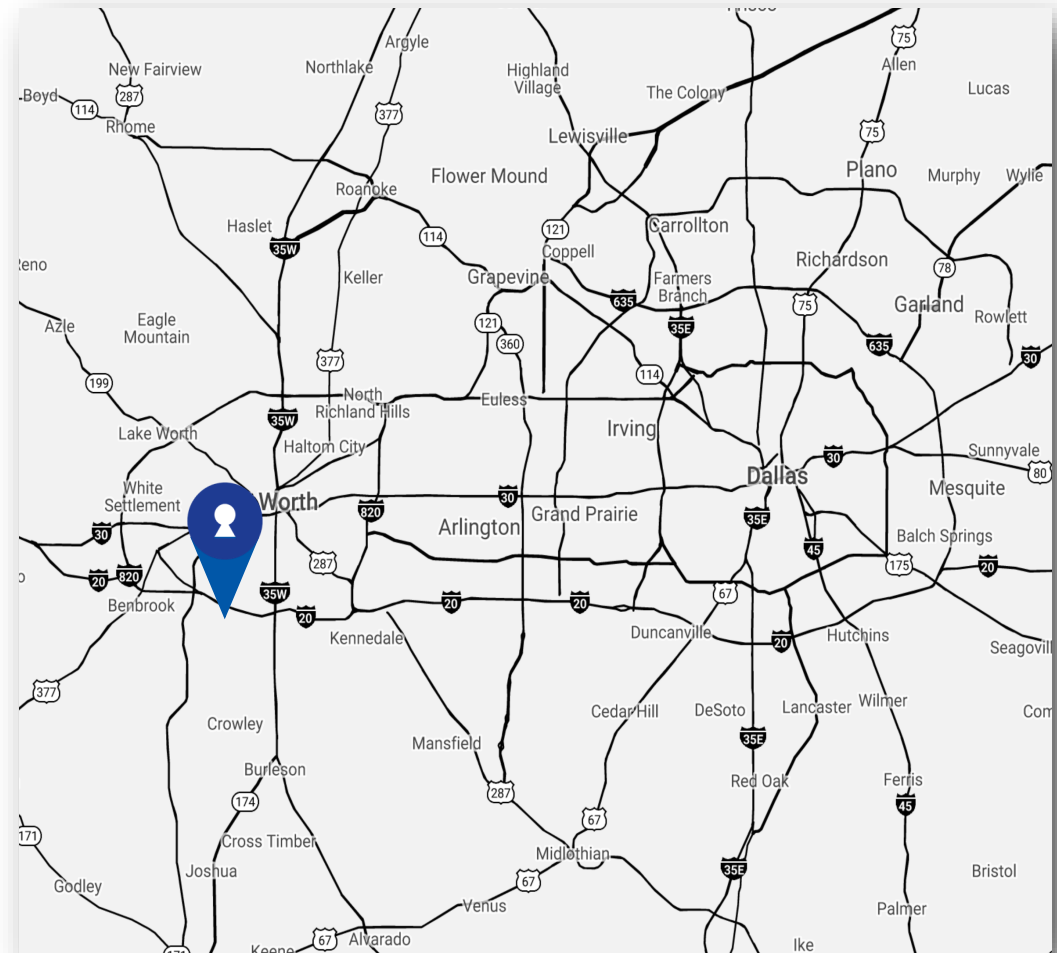 Argyle
75
New Fairview
Northlake
Highland
Village
Allen
287
Boyd
114
377
The Colony
Lucas
Rhome
Lewisville
75
Flower Mound
Plano
Murphy
Wylie
Roanoke
Haslet
35W
114
121
Carrollton
Coppell
Richardson
78
Keller
Grapevine
Farmers
Branch
635
75
Garland
Rowlett
Azle
Eagle
Mountain
121
360
35E
635
30
377
199
114
North
Richland Hills
Euless
35W
Lake Worth
Haltom City
Irving
30
Sunnyvale
80
White
Settlement
Worth
820
30
Dallas
Mesquite
Arlington
Grand Prairie
35E
30
45
Balch Springs
287
175
20
20
820
35W
67
Benbrook
20
20
20
Kennedale
Duncanville
20
Hutchins
377
Crowley
Cedar Hill
DeSoto
Lancaster
Wilmer
Mansfield
35E
Burleson
Red Oak
Ferris
174
287
67
45
171
Cross Timber
Midlothian
35E
Joshua
Godley
67
Bristol
Venus
Palmer
67
Alvarado
Ike